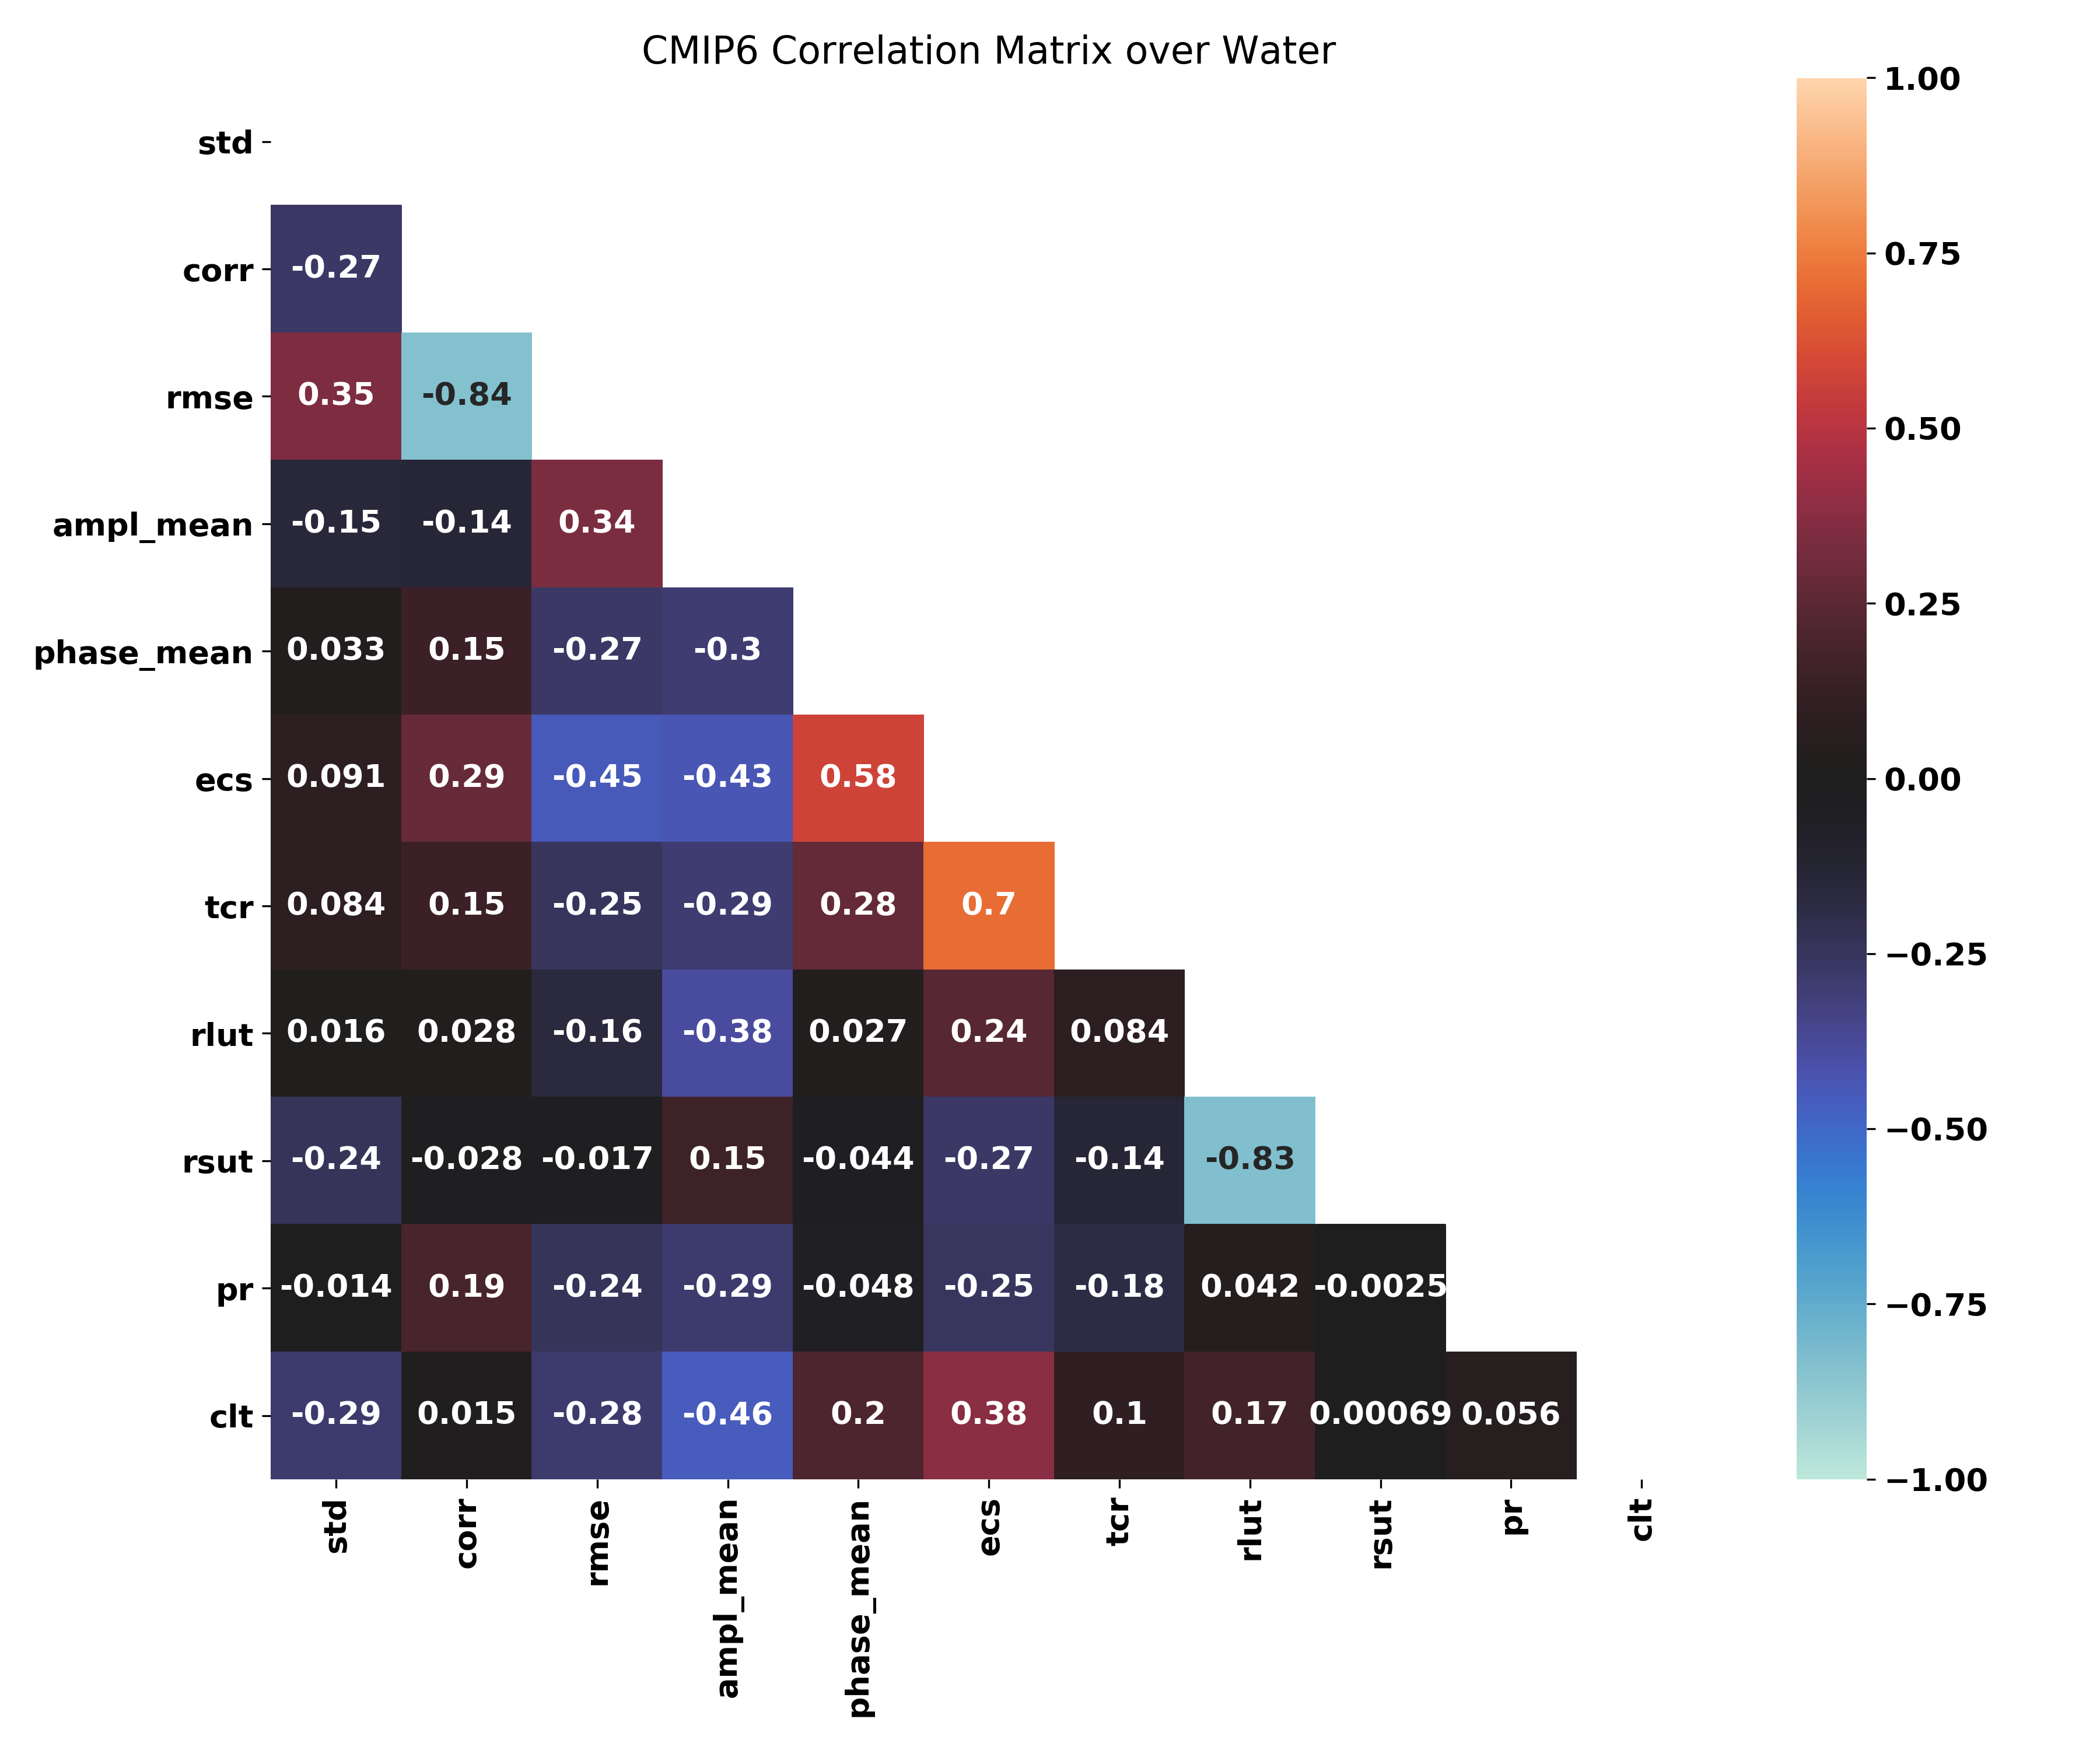 CMIP6 Correlation Matrix over Water
std
corr -0.27
rmse 0.35 -0.84
ampl_mean -0.15 -0.14 0.34
phase_mean 0.033 0.15 -0.27 -0.3
ecs 0.091 0.29 -0.45 -0.43 0.58
tcr 0.084 0.15 -0.25 -0.29 0.28 0.7
rlut 0.016 0.028 -0.16 -0.38 0.027 0.24 0.084
rsut -0.24 -0.028 -0.017 0.15 -0.044 -0.27 -0.14 -0.83
pr -0.014 0.19 -0.24 -0.29 -0.048 -0.25 -0.18 0.042 -0.0025
clt -0.29 0.015 -0.28 -0.46 0.2 0.38 0.1 0.17 0.00069 0.056
std corr rmse ampl_mean phase_mean ecs tcr rlut rsut pr clt
1.00
0.75
0.50
0.25
0.00
−0.25
−0.50
−0.75
−1.00